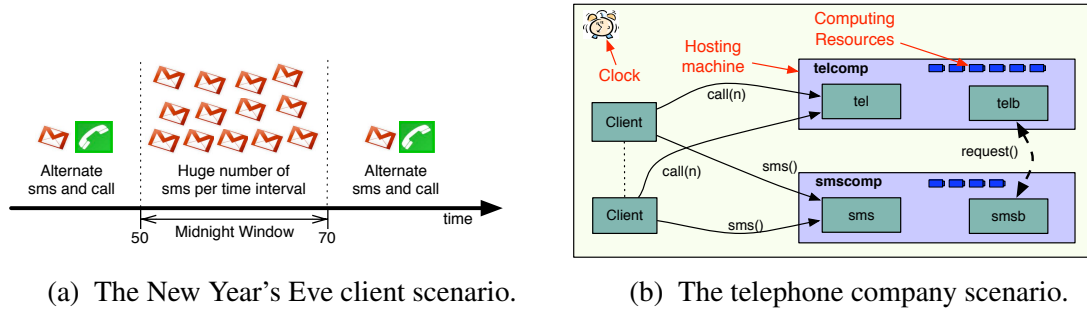 Alternate
sms and call
Huge number of
sms per time interval
Alternate
sms and call
time
50
70
Midnight Window
(a) The New Year's Eve client scenario.
Clock
Hosting
machine
Computing
Resources
telcomp
tel
telb
call(n)
Client
call(n)
sms()
request()
smscomp
Client
sms()
sms
smsb
(b) The telephone company scenario.